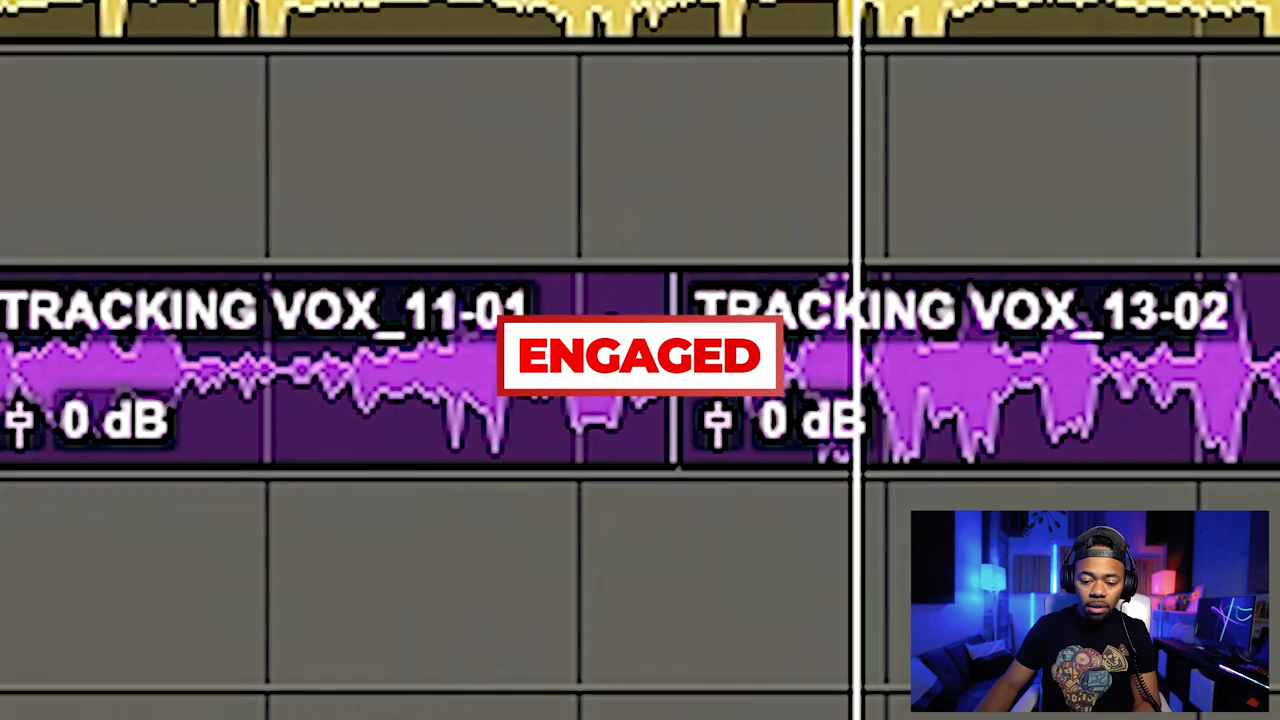 TRACKING VOX_11-01
TRACKING VOX_13-02
ENGAGED
0 dB
0 dB